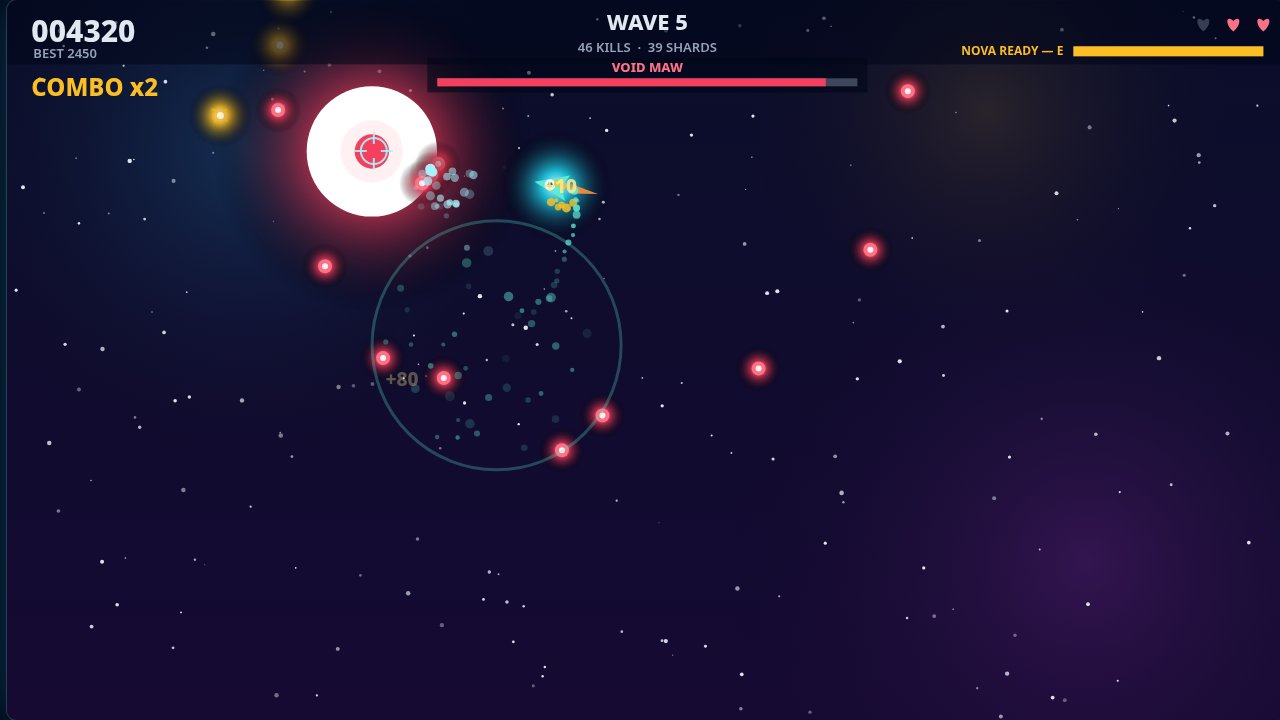 004320
BEST 2450
COMBO x2
WAVE 5
46 KILLS · 39 SHARDS
VOID MAW
NOVA READY — E
+10
+80